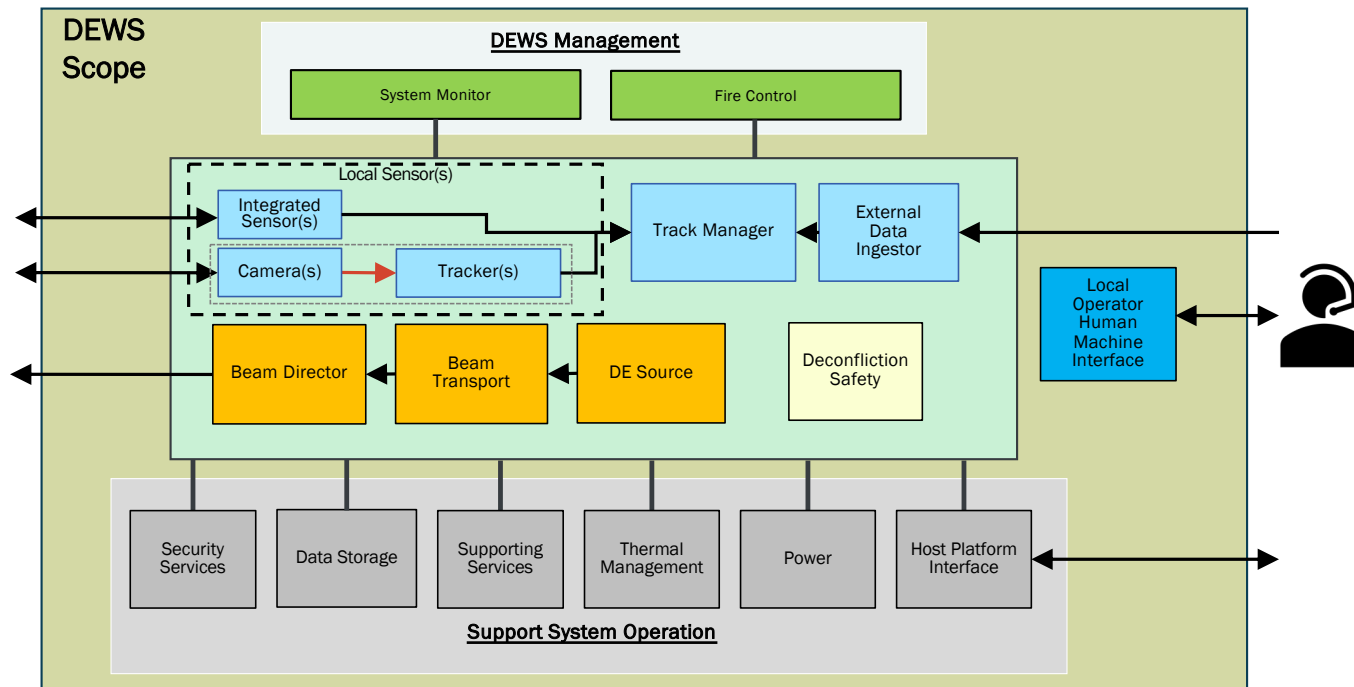 DEWS
Scope
DEWS Management
System Monitor
Fire Control
Local Sensor(s)
Integrated
Sensor(s)
Camera(s)
Tracker(s)
Track Manager
External
Data
Ingestor
Local
Operator
Human
Machine
Interface
Beam Director
Beam
Transport
DE Source
Deconfliction
Safety
Security
Services
Data Storage
Supporting
Services
Thermal
Management
Power
Host Platform
Interface
Support System Operation